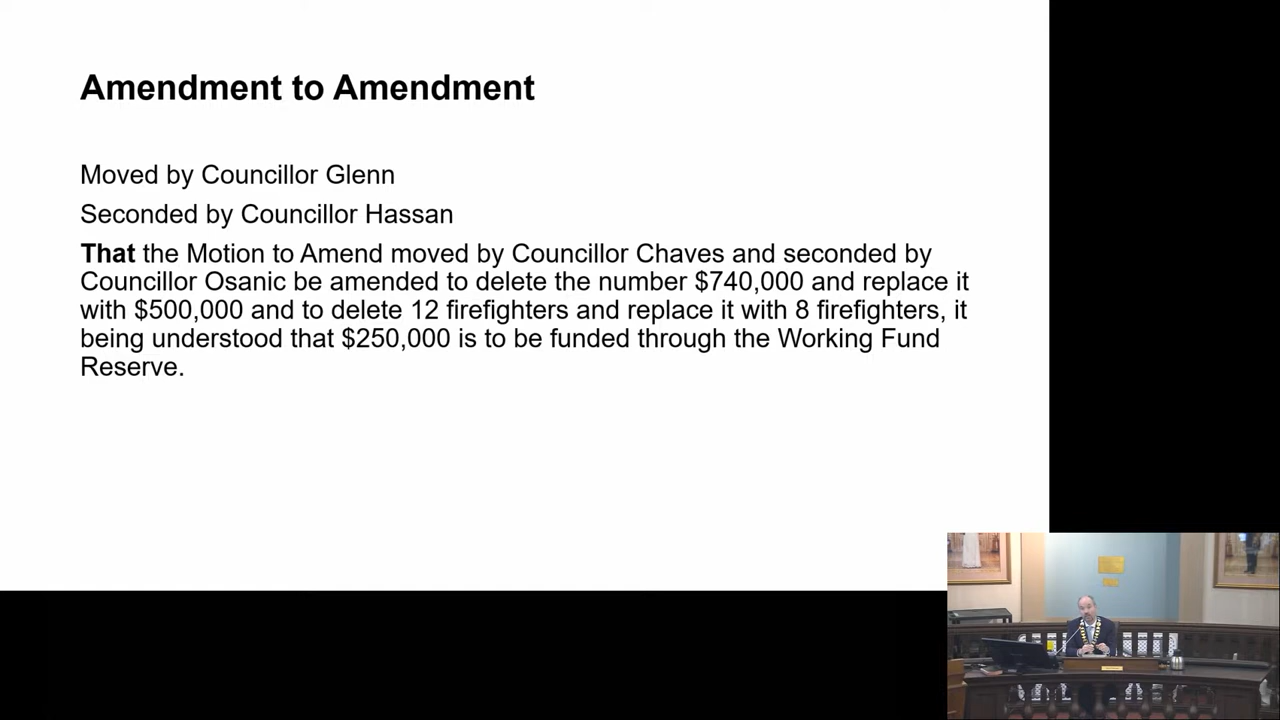 Amendment to Amendment
Moved by Councillor Glenn
Seconded by Councillor Hassan
That the Motion to Amend moved by Councillor Chaves and seconded by
Councillor Osanic be amended to delete the number $740,000 and replace it
with $500,000 and to delete 12 firefighters and replace it with 8 firefighters, it
being understood that $250,000 is to be funded through the Working Fund
Reserve.